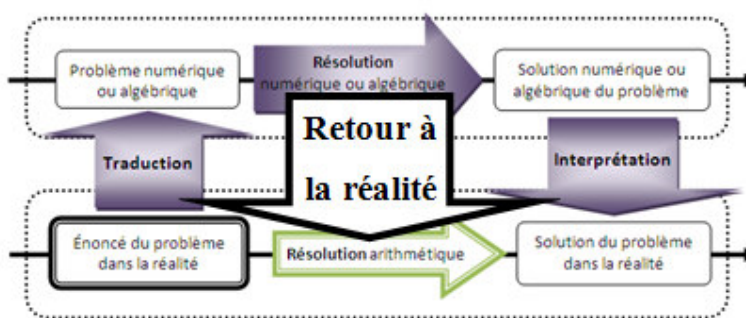 Problème numérique
ou algébrique
Résolution
numérique ou algébrique
Solution numérique ou
algébrique du problème
Retour à
la réalité
Traduction
Interprétation
Énoncé du problème
dans la réalité
Résolution arithmétique
Solution du problème
dans la réalité